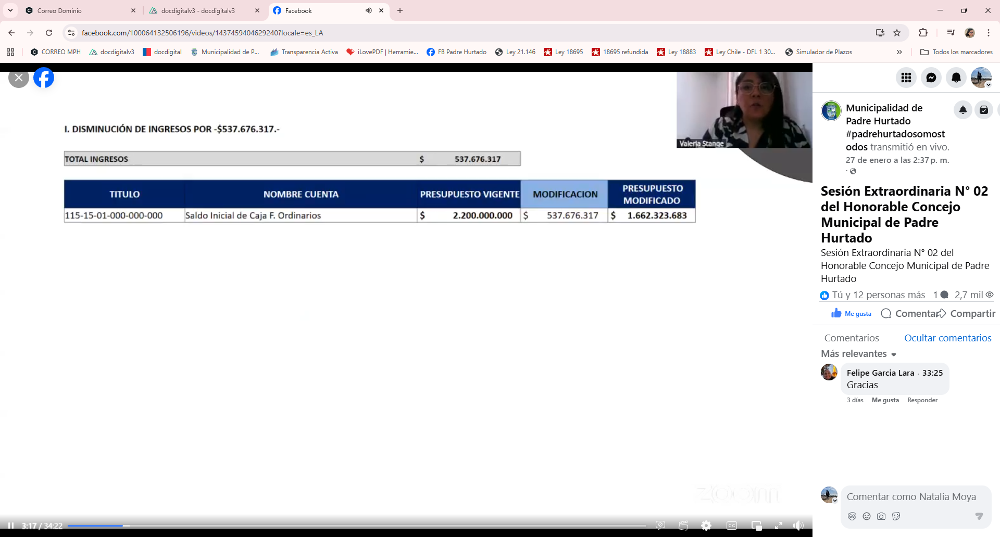 Correo Dominio
docdigitalv3 - docdigitalv3
Facebook
facebook.com/100064132506196/videos/1437459404629240?locale=es_LA
CORREO MPH
docdigitalv3
docdigital
Municipalidad de P...
Transparencia Activa
iLovePDF | Herramie...
FB Padre Hurtado
Ley 21.146
Ley 18695
18695 refundida
Ley 18883
Ley Chile - DFL 1 30...
Simulador de Plazos
Todos los marcadores
Valeria Stange
I. DISMINUCIÓN DE INGRESOS POR -$537.676.317.-
TOTAL INGRESOS $ 537.676.317
TITULO NOMBRE CUENTA PRESUPUESTO VIGENTE MODIFICACION PRESUPUESTO MODIFICADO
115-15-01-000-000-000 Saldo Inicial de Caja F. Ordinarios $ 2.200.000.000 $ 537.676.317 $ 1.662.323.683
zoom
3:17 / 34:22
CC
Municipalidad de
Padre Hurtado
#padrehurtadosomost
odos transmitió en vivo.
27 de enero a las 2:37 p. m.
·
Sesión Extraordinaria N° 02
del Honorable Concejo
Municipal de Padre
Hurtado
Sesión Extraordinaria N° 02 del
Honorable Concejo Municipal de Padre
Hurtado
Tú y 12 personas más 1 2,7 mil
Me gusta Comentar Compartir
Comentarios Ocultar comentarios
Más relevantes
Felipe Garcia Lara · 33:25
Gracias
3 días Me gusta Responder
Comentar como Natalia Moya